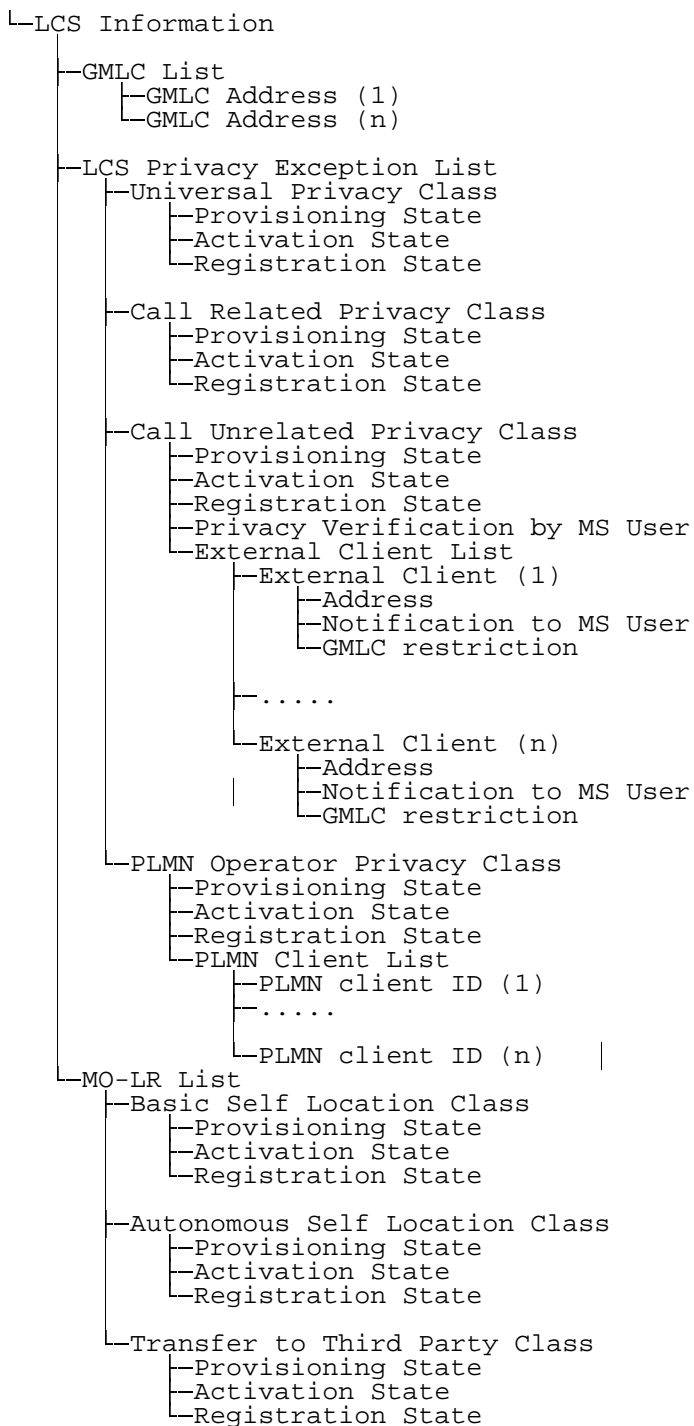 LCS Information
GMLC List
GMLC Address (1)
GMLC Address (n)
LCS Privacy Exception List
Universal Privacy Class
Provisioning State
Activation State
Registration State
Call Related Privacy Class
Provisioning State
Activation State
Registration State
Call Unrelated Privacy Class
Provisioning State
Activation State
Registration State
Privacy Verification by MS User
External Client List
External Client (1)
Address
Notification to MS User
GMLC restriction
.....
External Client (n)
Address
Notification to MS User
GMLC restriction
PLMN Operator Privacy Class
Provisioning State
Activation State
Registration State
PLMN Client List
PLMN client ID (1)
.....
PLMN client ID (n)
MO-LR List
Basic Self Location Class
Provisioning State
Activation State
Registration State
Autonomous Self Location Class
Provisioning State
Activation State
Registration State
Transfer to Third Party Class
Provisioning State
Activation State
Registration State